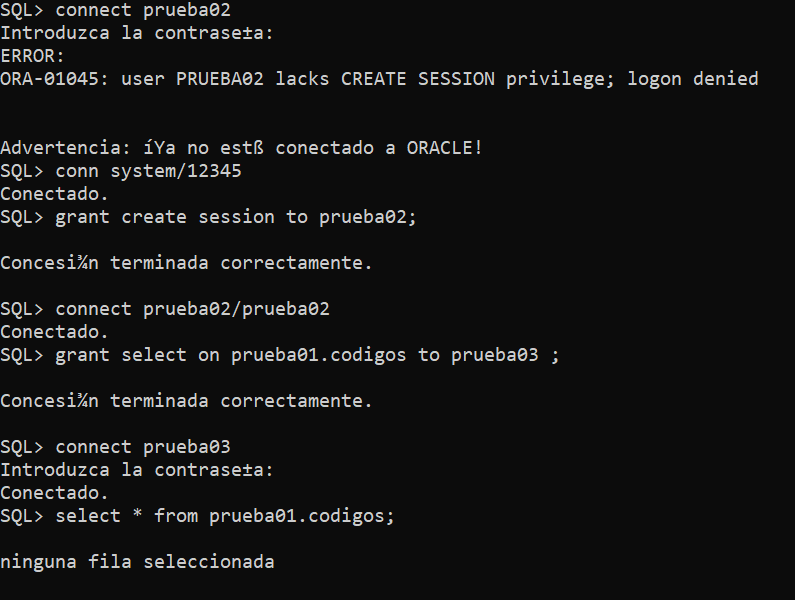 SQL> connect prueba02
Introduzca la contrase±a:
ERROR:
ORA-01045: user PRUEBA02 lacks CREATE SESSION privilege; logon denied
Advertencia: íYa no estß conectado a ORACLE!
SQL> conn system/12345
Conectado.
SQL> grant create session to prueba02;
Concesi¾n terminada correctamente.
SQL> connect prueba02/prueba02
Conectado.
SQL> grant select on prueba01.codigos to prueba03 ;
Concesi¾n terminada correctamente.
SQL> connect prueba03
Introduzca la contrase±a:
Conectado.
SQL> select * from prueba01.codigos;
ninguna fila seleccionada